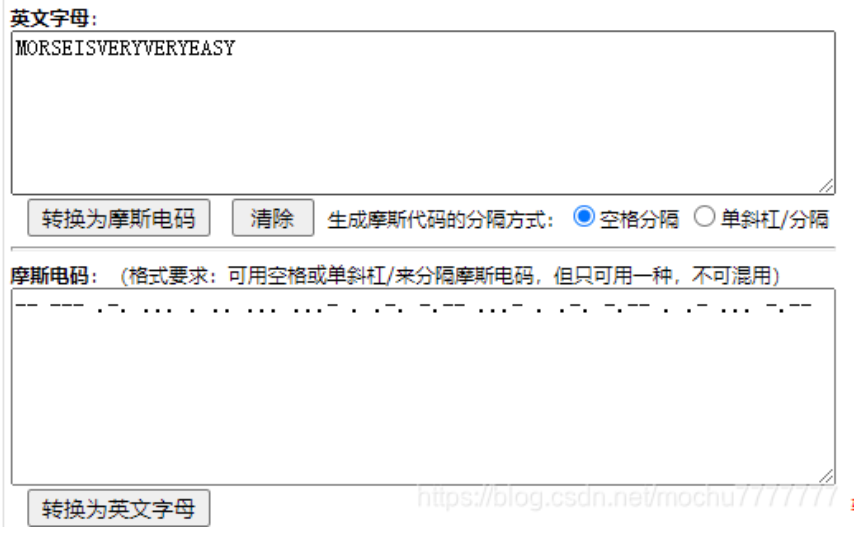 英文字母：
MORSEISVERYVERYEASY
转换为摩斯电码 清除 生成摩斯代码的分隔方式： 空格分隔 单斜杠/分隔
摩斯电码：（格式要求：可用空格或单斜杠/来分隔摩斯电码，但只可用一种，不可混用）
-- --- .-. ... . .. ... ...- . .-. -.-- ...- . .-. -.-- . .- ... -.--
转换为英文字母
https://blog.csdn.net/mochu7777777